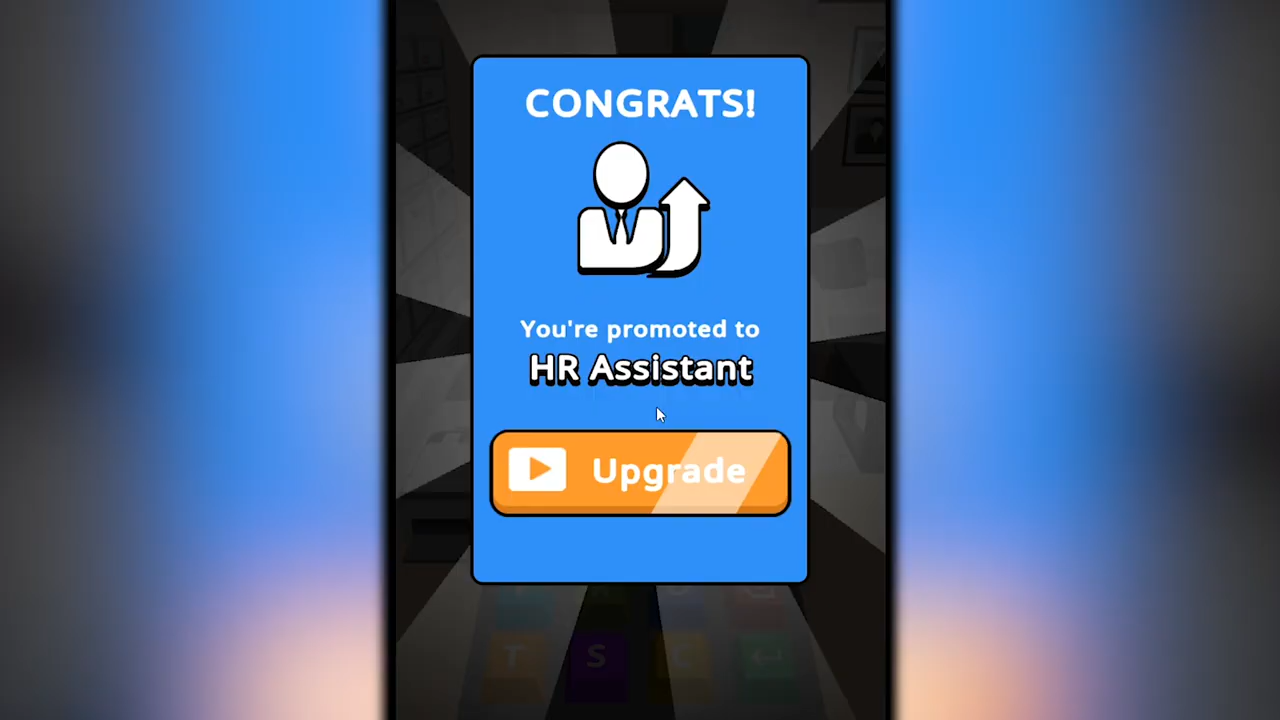 CONGRATS!
You're promoted to
HR Assistant
Upgrade
T S C